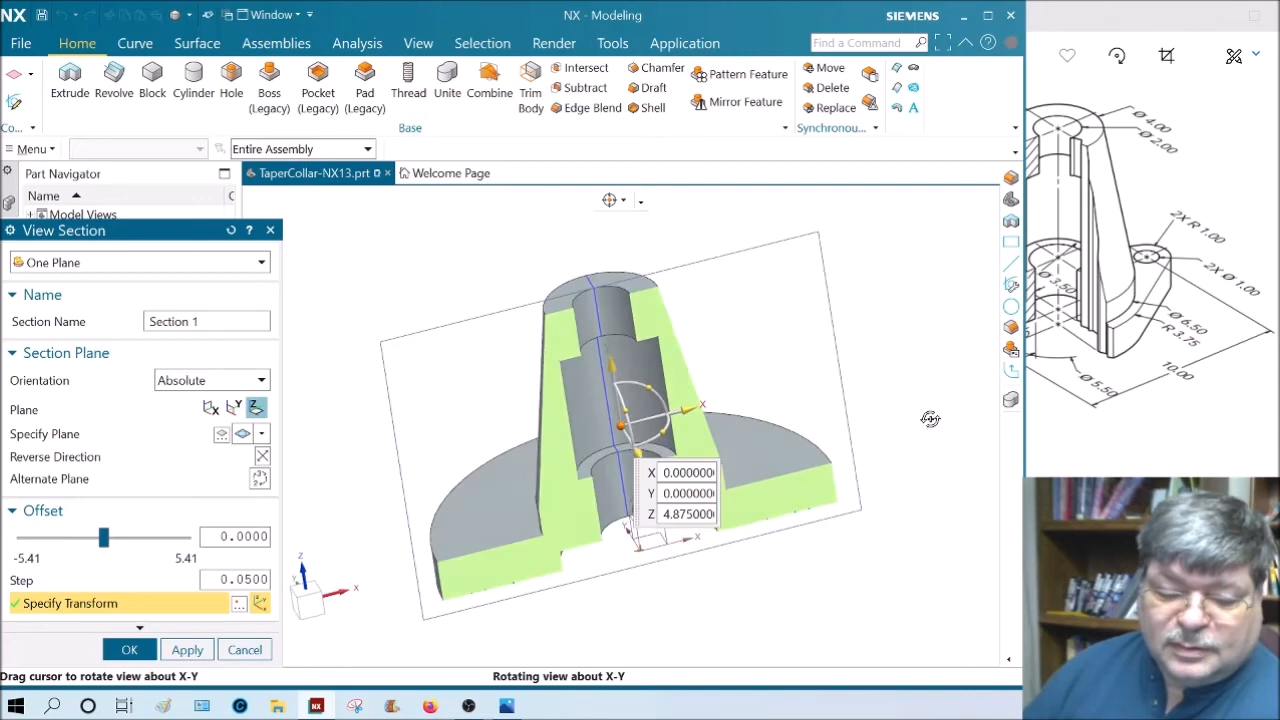 NX
Window
NX - Modeling
SIEMENS
File
Home
Curve
Surface
Assemblies
Analysis
View
Selection
Render
Tools
Application
Find a Command
Extrude
Revolve
Block
Cylinder
Hole
Boss
(Legacy)
Pocket
(Legacy)
Pad
(Legacy)
Thread
Unite
Combine
Trim
Body
Intersect
Subtract
Edge Blend
Chamfer
Draft
Shell
Pattern Feature
Mirror Feature
Move
Delete
Replace
A
Co...
Base
Synchronou...
Menu
Entire Assembly
Part Navigator
TaperCollar-NX13.prt
Welcome Page
Name
C
Model Views
View Section
One Plane
Name
Section Name
Section 1
Section Plane
Orientation
Absolute
Plane
X
Y
Z
Specify Plane
Reverse Direction
Alternate Plane
Offset
0.0000
-5.41
5.41
Step
0.0500
Specify Transform
OK
Apply
Cancel
X
X 0.0000000
Y 0.0000000
Z 4.875000
Y
X
Z
Y
X
Drag cursor to rotate view about X-Y
Rotating view about X-Y
Ø 4.00
Ø 2.00
2X R 1.00
2X Ø 1.00
Ø 3.50
Ø 6.50
R 3.75
10.00
Ø 5.50